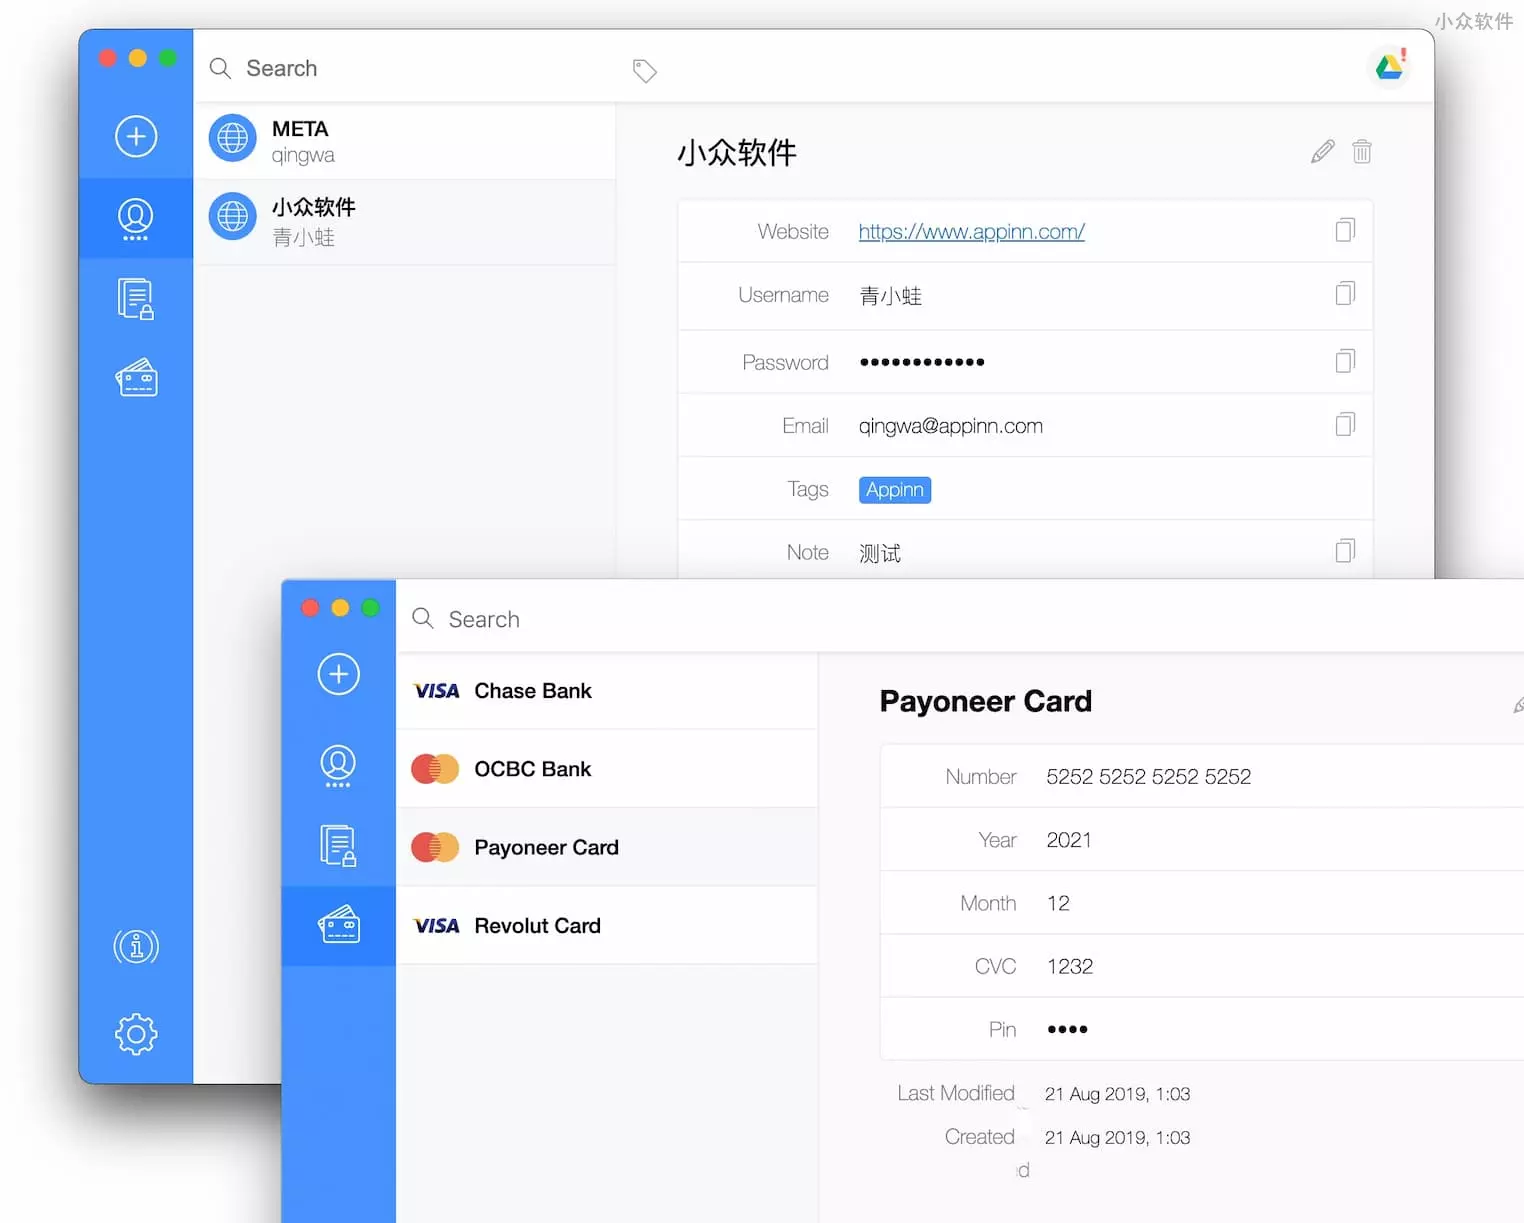 小众软件
Search
META
qingwa
小众软件
青小蛙
小众软件
Website https://www.appinn.com/
Username 青小蛙
Password ••••••••••••
Email qingwa@appinn.com
Tags Appinn
Note 测试
Search
VISA Chase Bank
OCBC Bank
Payoneer Card
VISA Revolut Card
Payoneer Card
Number 5252 5252 5252 5252
Year 2021
Month 12
CVC 1232
Pin ••••
Last Modified 21 Aug 2019, 1:03
Created 21 Aug 2019, 1:03